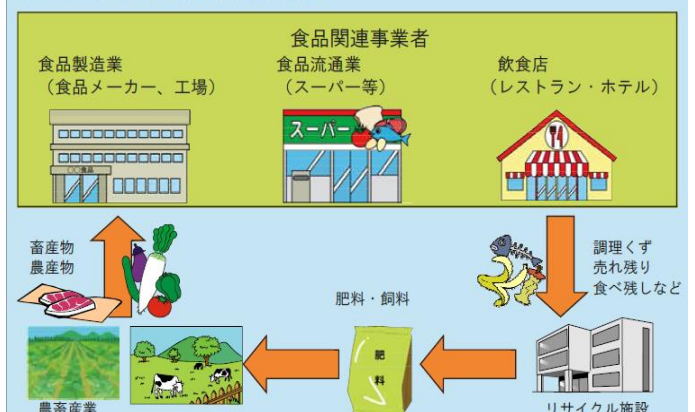 食品関連事業者
食品製造業
（食品メーカー、工場）
食品流通業
（スーパー等）
飲食店
（レストラン・ホテル）
スーパー
〇〇食品
畜産物
農産物
調理くず
売れ残り
食べ残しなど
肥料・飼料
肥料
農畜産業
リサイクル施設